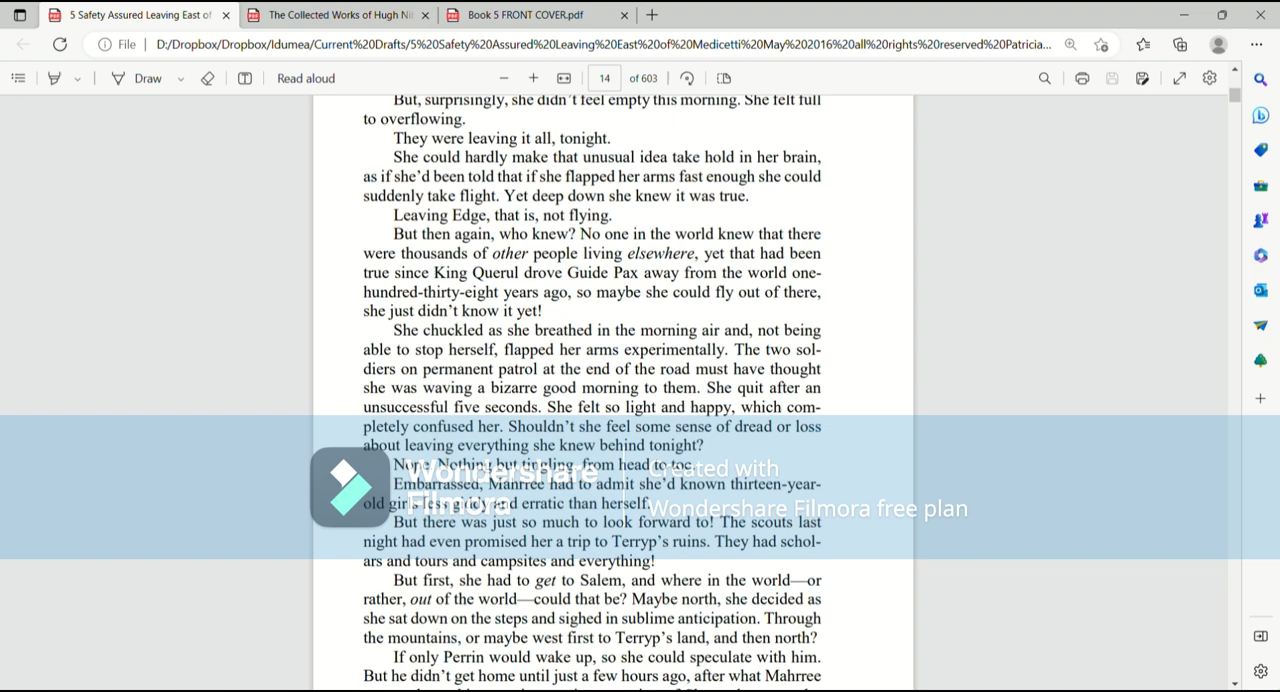 5 Safety Assured Leaving East of
The Collected Works of Hugh Ni
Book 5 FRONT COVER.pdf
File
D:/Dropbox/Dropbox/Idumea/Current%20Drafts/5%20Safety%20Assured%20Leaving%20East%20of%20Medicetti%20May%202016%20all%20rights%20reserved%20Patricia...
Draw
Read aloud
14 of 603
But, surprisingly, she didn't feel empty this morning. She felt full
to overflowing.
They were leaving it all, tonight.
She could hardly make that unusual idea take hold in her brain,
as if she'd been told that if she flapped her arms fast enough she could
suddenly take flight. Yet deep down she knew it was true.
Leaving Edge, that is, not flying.
But then again, who knew? No one in the world knew that there
were thousands of other people living elsewhere, yet that had been
true since King Querul drove Guide Pax away from the world one-
hundred-thirty-eight years ago, so maybe she could fly out of there,
she just didn't know it yet!
She chuckled as she breathed in the morning air and, not being
able to stop herself, flapped her arms experimentally. The two sol-
diers on permanent patrol at the end of the road must have thought
she was waving a bizarre good morning to them. She quit after an
unsuccessful five seconds. She felt so light and happy, which com-
pletely confused her. Shouldn't she feel some sense of dread or loss
about leaving everything she knew behind tonight?
Nope. Nothing but tingling, from head to toe.
Embarrassed, Mahrree had to admit she'd known thirteen-year-
old girls less giddy and erratic than herself.
Wondershare
Filmora
Created with
Wondershare Filmora free plan
But there was just so much to look forward to! The scouts last
night had even promised her a trip to Terryp's ruins. They had schol-
ars and tours and campsites and everything!
But first, she had to get to Salem, and where in the world—or
rather, out of the world—could that be? Maybe north, she decided as
she sat down on the steps and sighed in sublime anticipation. Through
the mountains, or maybe west first to Terryp's land, and then north?
If only Perrin would wake up, so she could speculate with him.
But he didn't get home until just a few hours ago, after what Mahrree